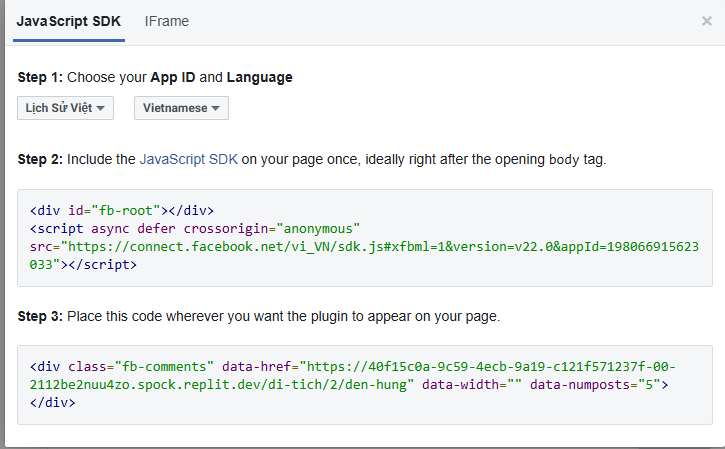 JavaScript SDK IFrame ×
Step 1: Choose your App ID and Language
Lịch Sử Việt Vietnamese
Step 2: Include the JavaScript SDK on your page once, ideally right after the opening body tag.
<div id="fb-root"></div>
<script async defer crossorigin="anonymous"
src="https://connect.facebook.net/vi_VN/sdk.js#xfbml=1&version=v22.0&appId=198066915623
033"></script>
Step 3: Place this code wherever you want the plugin to appear on your page.
<div class="fb-comments" data-href="https://40f15c0a-9c59-4ecb-9a19-c121f571237f-00-
2112be2nuu4zo.spock.replit.dev/di-tich/2/den-hung" data-width="" data-numposts="5">
</div>